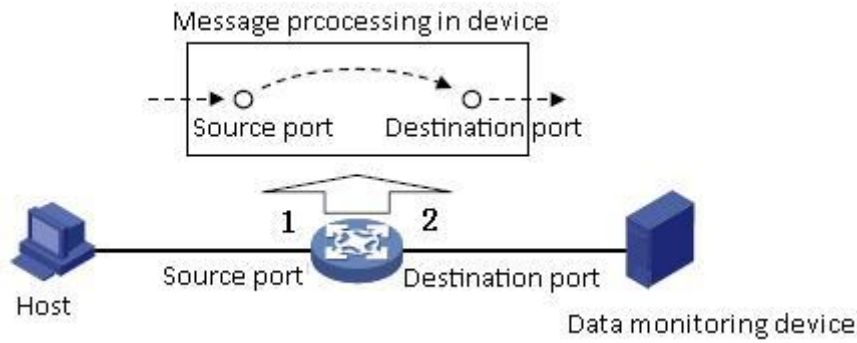 Message prcocessing in device
Source port
Destination port
1
2
Source port
Destination port
Host
Data monitoring device